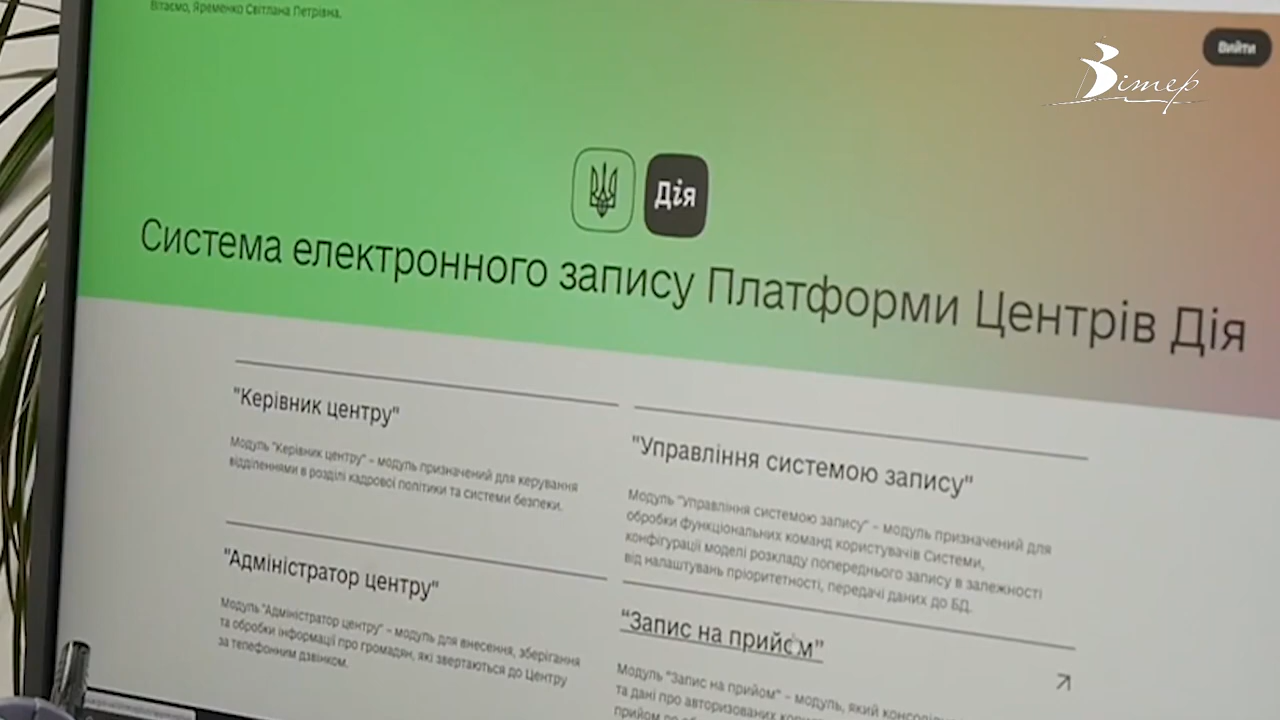 Вітаємо, Яременко Світлана Петрівна.
Вийти
Вітер
Дія
Система електронного запису Платформи Центрів Дія
"Керівник центру"
Модуль "Керівник центру" – модуль призначений для керування
відділеннями в розділі кадрової політики та системи безпеки.
"Управління системою запису"
Модуль "Управління системою запису" – модуль призначений для
обробки функціональних команд користувачів Системи,
конфігурації моделі розкладу попереднього запису в залежності
від налаштувань пріоритетності, передачі даних до БД.
"Адміністратор центру"
Модуль "Адміністратор центру" – модуль для внесення, зберігання
та обробки інформації про громадян, які звертаються до Центру
за телефонним дзвінком.
"Запис на прийом"
Модуль "Запис на прийом" – модуль, який
та дані про авторизованих
прийом до